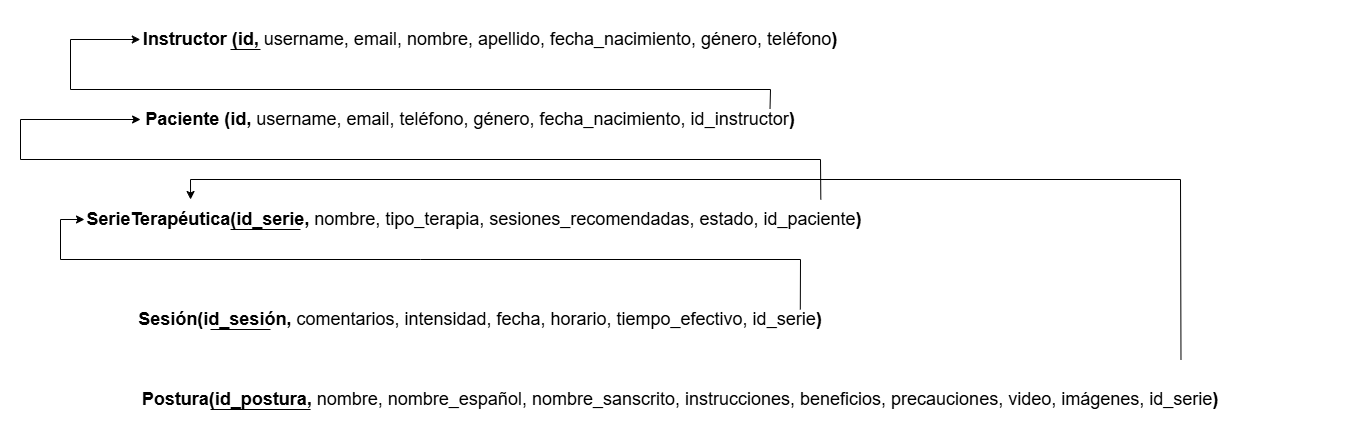 Instructor (id, username, email, nombre, apellido, fecha_nacimiento, género, teléfono)
Paciente (id, username, email, teléfono, género, fecha_nacimiento, id_instructor)
SerieTerapéutica(id_serie, nombre, tipo_terapia, sesiones_recomendadas, estado, id_paciente)
Sesión(id_sesión, comentarios, intensidad, fecha, horario, tiempo_efectivo, id_serie)
Postura(id_postura, nombre, nombre_español, nombre_sanscrito, instrucciones, beneficios, precauciones, video, imágenes, id_serie)